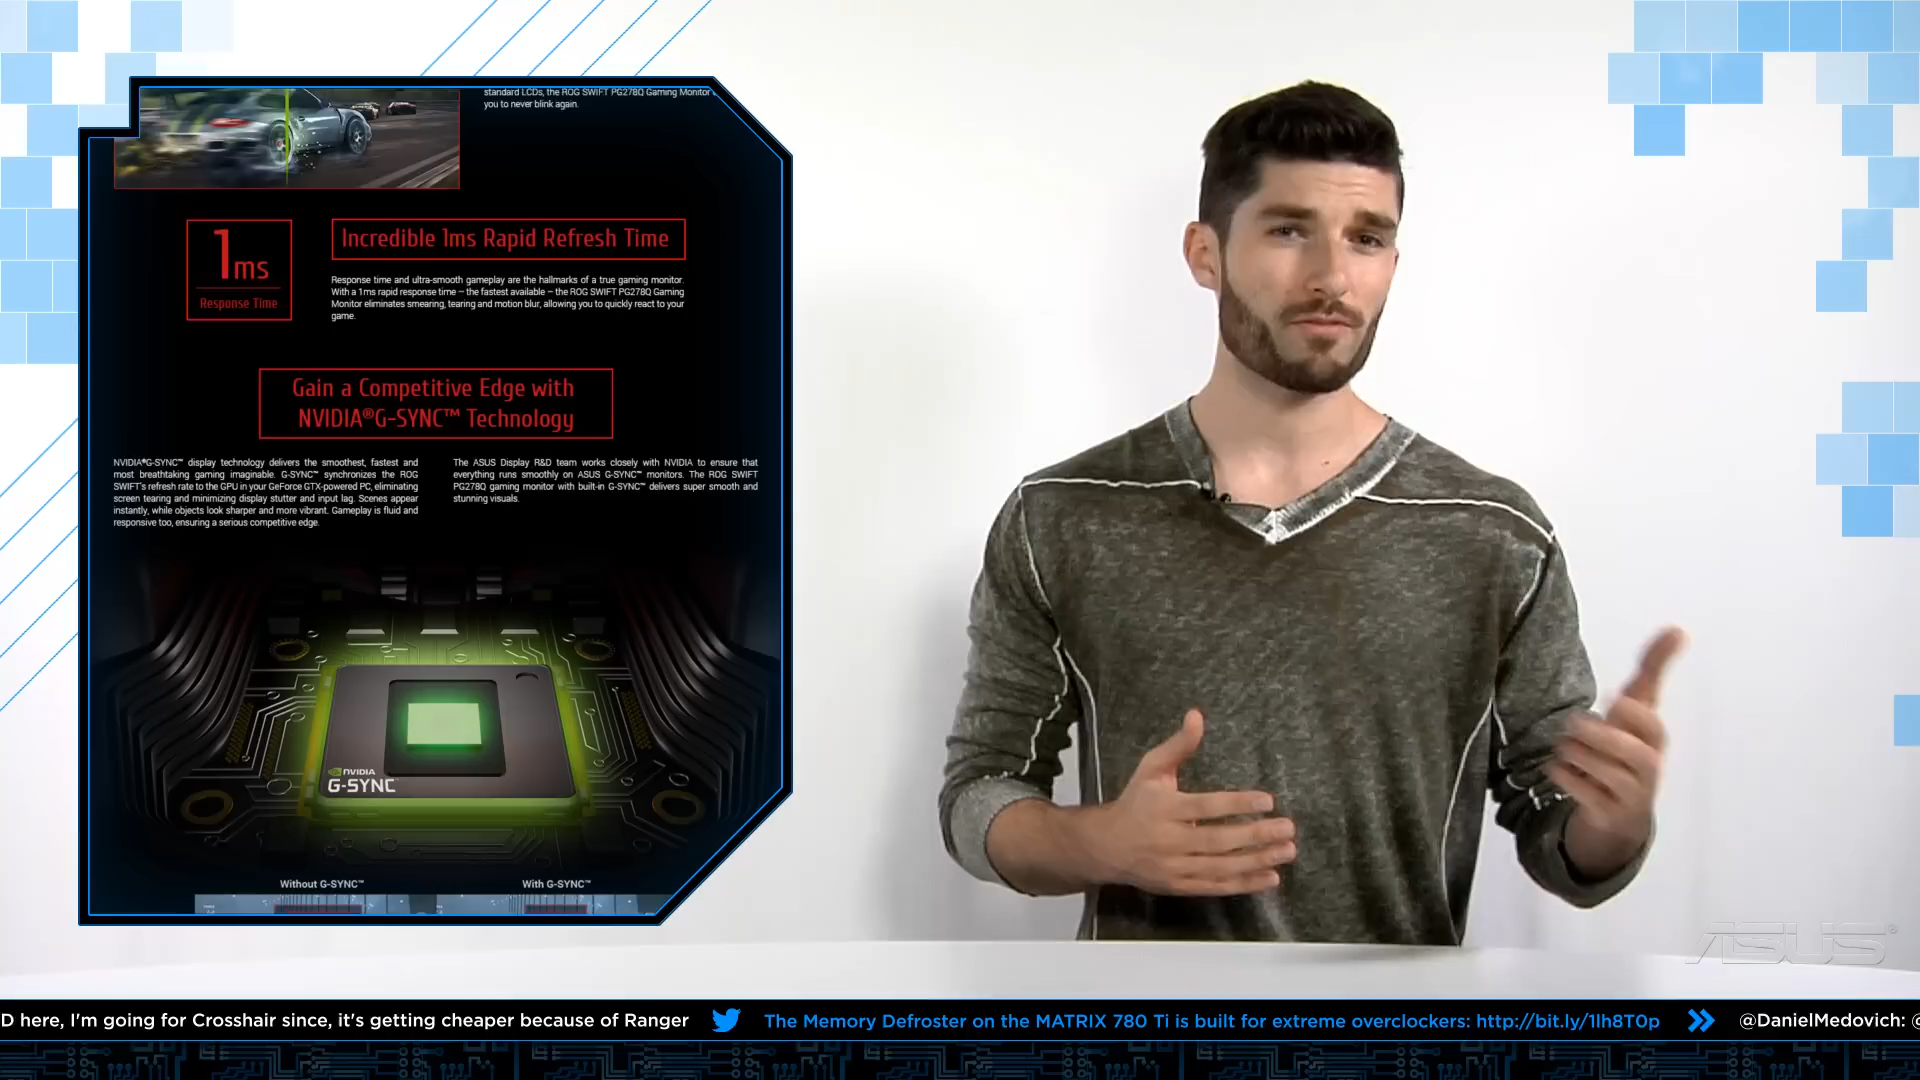 standard LCDs, the ROG SWIFT PG278Q Gaming Monitor
you to never blink again.
1ms
Response Time
Incredible 1ms Rapid Refresh Time
Response time and ultra-smooth gameplay are the hallmarks of a true gaming monitor.
With a 1ms rapid response time – the fastest available – the ROG SWIFT PG278Q Gaming
Monitor eliminates smearing, tearing and motion blur, allowing you to quickly react to your
game.
Gain a Competitive Edge with
NVIDIA®G-SYNC™ Technology
NVIDIA®G-SYNC™ display technology delivers the smoothest, fastest and
most breathtaking gaming imaginable. G-SYNC™ synchronizes the ROG
SWIFT's refresh rate to the GPU in your GeForce GTX-powered PC, eliminating
screen tearing and minimizing display stutter and input lag. Scenes appear
instantly, while objects look sharper and more vibrant. Gameplay is fluid and
responsive too, ensuring a serious competitive edge.
The ASUS Display R&D team works closely with NVIDIA to ensure that
everything runs smoothly on ASUS G-SYNC™ monitors. The ROG SWIFT
PG278Q gaming monitor with built-in G-SYNC™ delivers super smooth and
stunning visuals.
NVIDIA
G-SYNC™
Without G-SYNC™
With G-SYNC™
ASUS®
D here, I'm going for Crosshair since, it's getting cheaper because of Ranger
The Memory Defroster on the MATRIX 780 Ti is built for extreme overclockers: http://bit.ly/1lh8T0p
@DanielMedovich: @